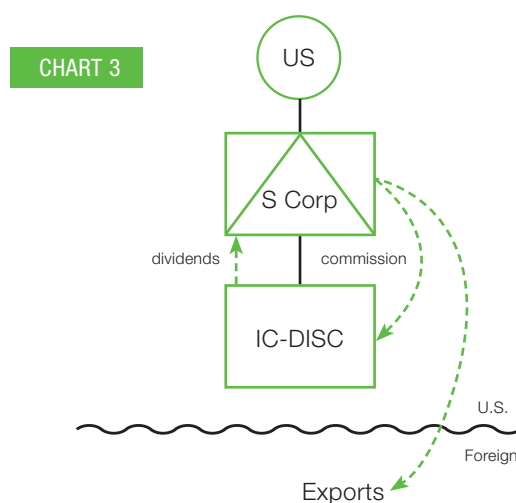 CHART 3
US
S Corp
dividends
commission
IC-DISC
U.S.
Foreign
Exports